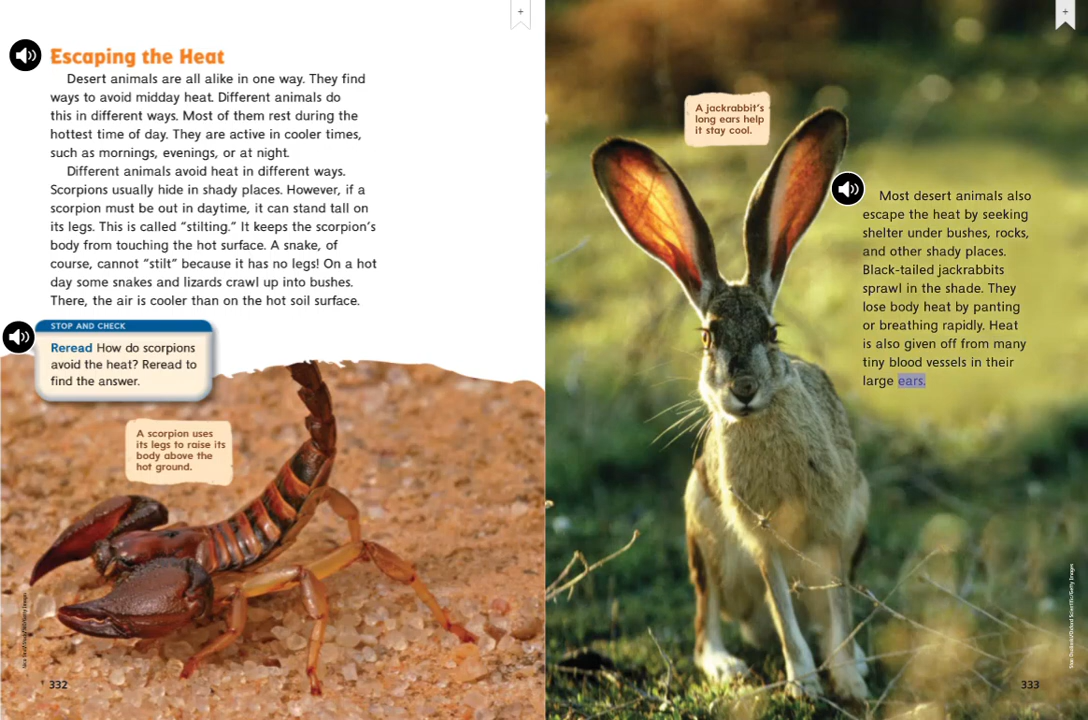 Escaping the Heat
Desert animals are all alike in one way. They find
ways to avoid midday heat. Different animals do
this in different ways. Most of them rest during the
hottest time of day. They are active in cooler times,
such as mornings, evenings, or at night.
Different animals avoid heat in different ways.
Scorpions usually hide in shady places. However, if a
scorpion must be out in daytime, it can stand tall on
its legs. This is called “stilting.” It keeps the scorpion’s
body from touching the hot surface. A snake, of
course, cannot “stilt” because it has no legs! On a hot
day some snakes and lizards crawl up into bushes.
There, the air is cooler than on the hot soil surface.
STOP AND CHECK
Reread How do scorpions
avoid the heat? Reread to
find the answer.
A scorpion uses
its legs to raise its
body above the
hot ground.
332
A jackrabbit’s
long ears help
it stay cool.
Most desert animals also
escape the heat by seeking
shelter under bushes, rocks,
and other shady places.
Black-tailed jackrabbits
sprawl in the shade. They
lose body heat by panting
or breathing rapidly. Heat
is also given off from many
tiny blood vessels in their
large ears.
333